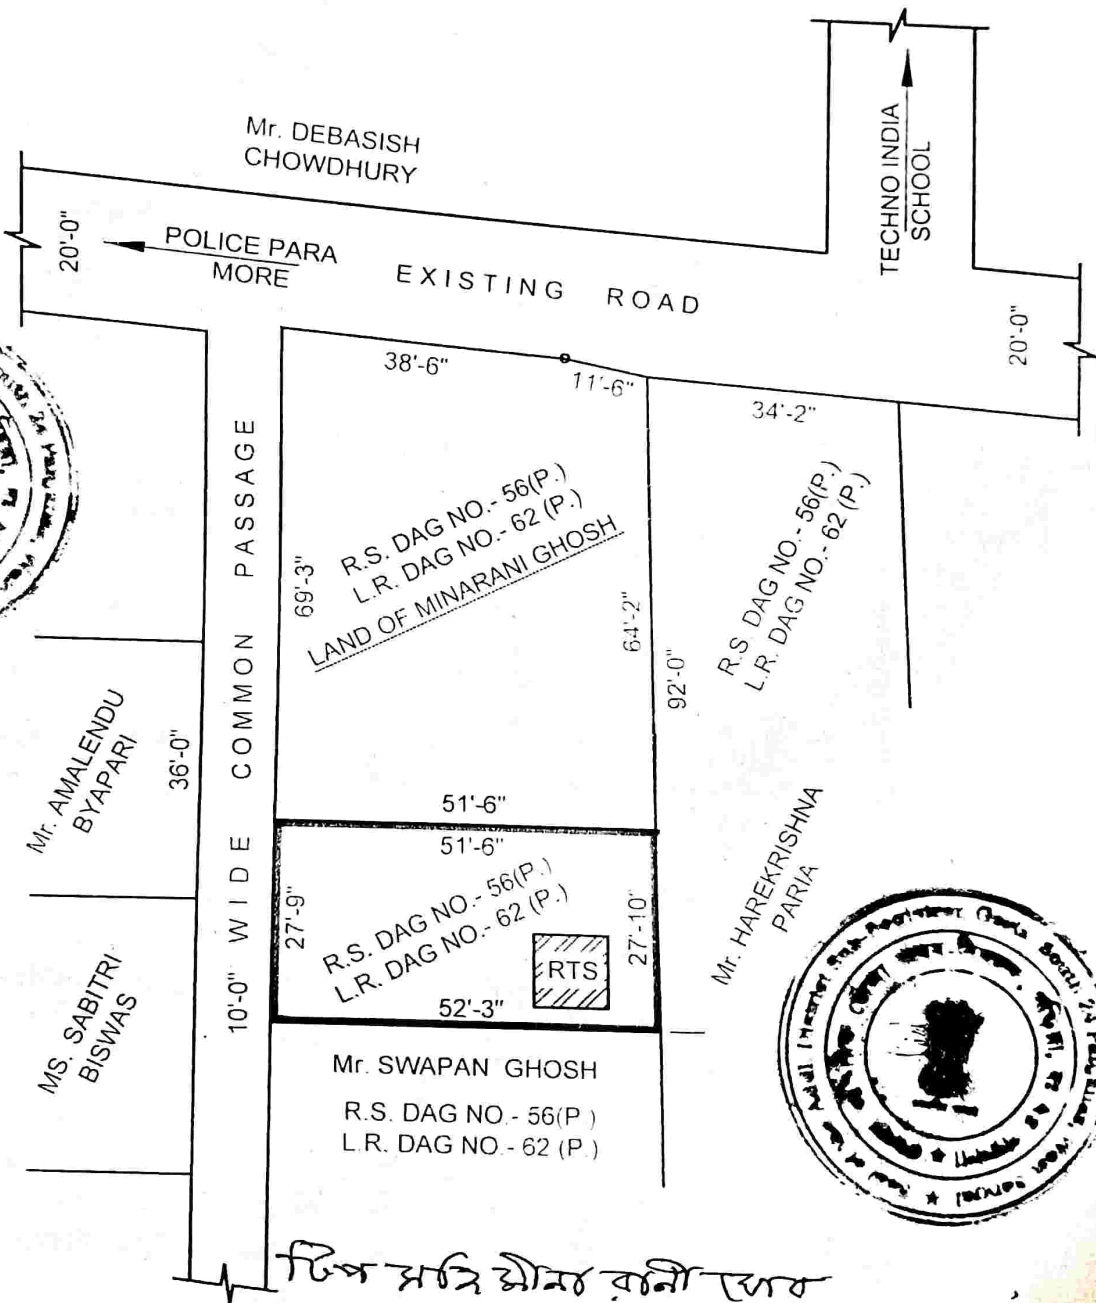 Mr. DEBASISH
CHOWDHURY
TECHNO INDIA
SCHOOL
20'-0"
POLICE PARA
MORE
EXISTING ROAD
20'-0"
38'-6"
11'-6"
34'-2"
R.S. DAG NO.- 56(P.)
L.R. DAG NO.- 62 (P.)
LAND OF MINARANI GHOSH
69'-3"
64'-2"
92'-0"
R.S. DAG NO.- 56(P.)
L.R. DAG NO.- 62 (P.)
10'-0" WIDE COMMON PASSAGE
Mr. AMALENDU
BYAPARI
36'-0"
51'-6"
51'-6"
27'-9"
R.S. DAG NO.- 56(P.)
L.R. DAG NO.- 62 (P.)
27'-10"
RTS
52'-3"
Mr. HAREKRISHNA
PARIA
MS. SABITRI
BISWAS
Mr. SWAPAN GHOSH
R.S. DAG NO.- 56(P.)
L.R. DAG NO.- 62 (P.)
টিপ সহি মীনা রানী ঘোষ